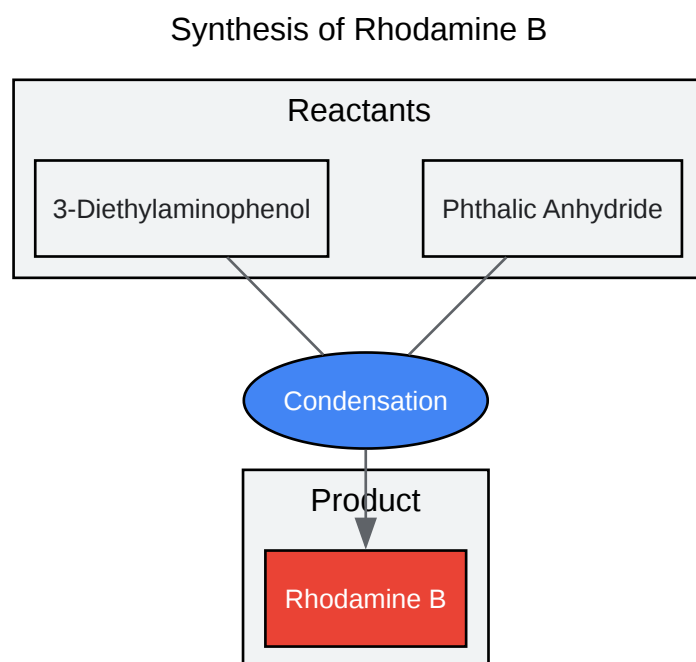 Synthesis of Rhodamine B
Reactants
3-Diethylaminophenol
Phthalic Anhydride
Condensation
Product
Rhodamine B